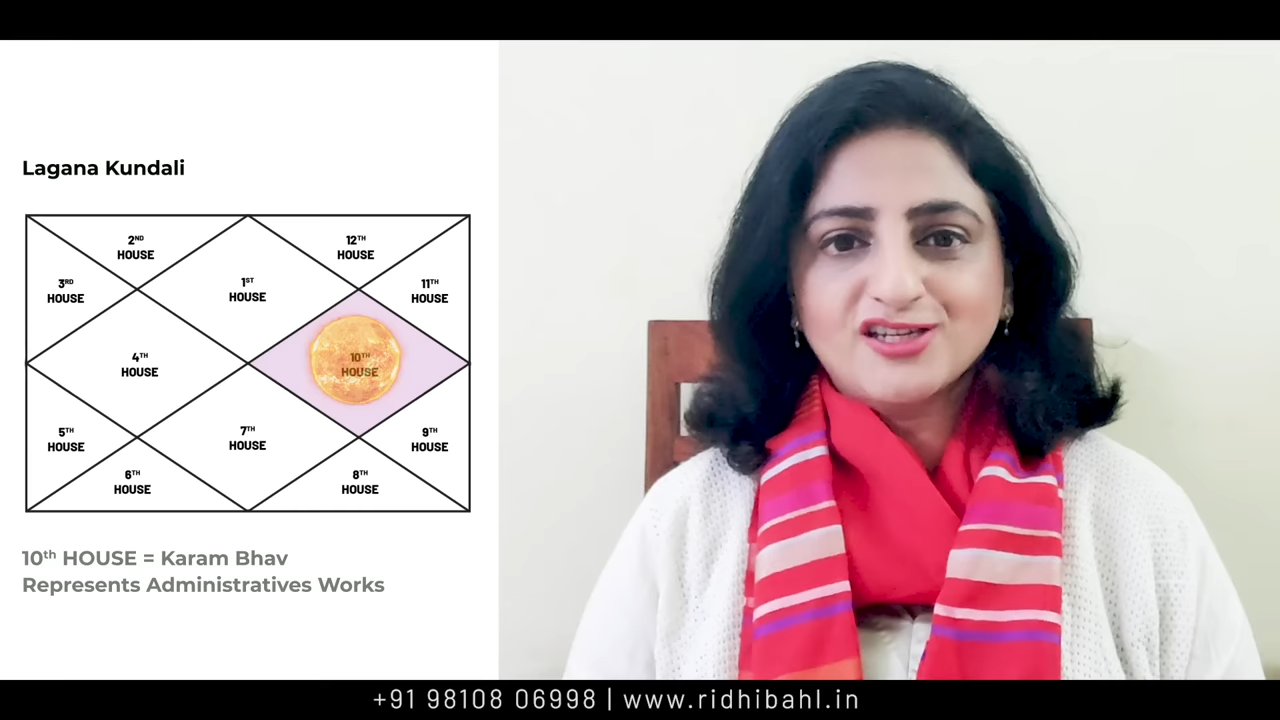 Lagana Kundali
2ND
HOUSE
12TH
HOUSE
3RD
HOUSE
1ST
HOUSE
11TH
HOUSE
4TH
HOUSE
10TH
HOUSE
5TH
HOUSE
7TH
HOUSE
9TH
HOUSE
6TH
HOUSE
8TH
HOUSE
10th HOUSE = Karam Bhav
Represents Administratives Works
+91 98108 06998 | www.ridhibahl.in